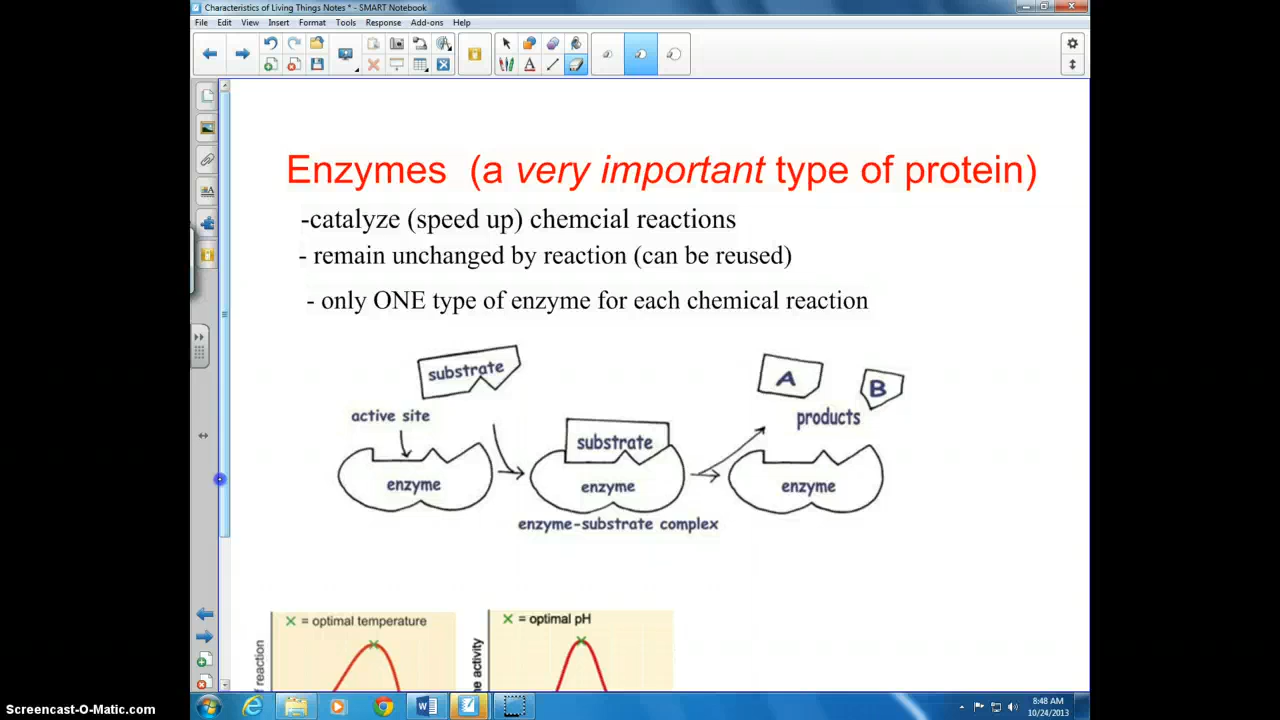 Characteristics of Living Things Notes * - SMART Notebook
File Edit View Insert Format Tools Response Add-ons Help
Enzymes (a very important type of protein)
-catalyze (speed up) chemcial reactions
- remain unchanged by reaction (can be reused)
- only ONE type of enzyme for each chemical reaction
substrate
A
B
active site
products
substrate
enzyme
enzyme
enzyme
enzyme-substrate complex
= optimal temperature
= optimal pH
reaction
activity
8:48 AM
10/24/2013
Screencast-O-Matic.com